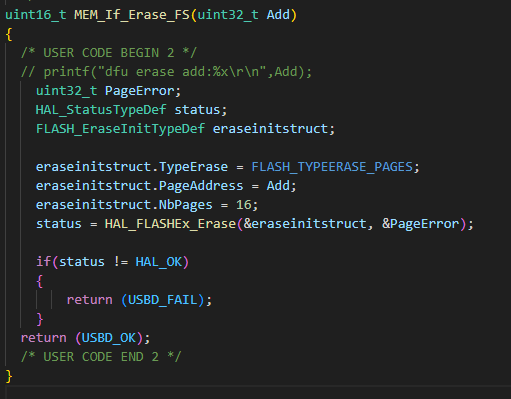 uint16_t MEM_If_Erase_FS(uint32_t Add)
{
  /* USER CODE BEGIN 2 */
  // printf("dfu erase add:%x\r\n",Add);
    uint32_t PageError;
    HAL_StatusTypeDef status;
    FLASH_EraseInitTypeDef eraseinitstruct;

    eraseinitstruct.TypeErase = FLASH_TYPEERASE_PAGES;
    eraseinitstruct.PageAddress = Add;
    eraseinitstruct.NbPages = 16;
    status = HAL_FLASHEx_Erase(&eraseinitstruct, &PageError);

    if(status != HAL_OK)
    {
        return (USBD_FAIL);
    }
  return (USBD_OK);
  /* USER CODE END 2 */
}